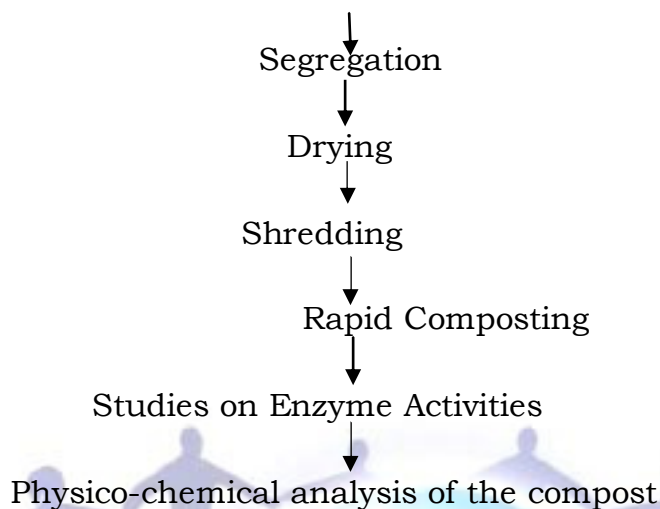 Segregation
Drying
Shredding
Rapid Composting
Studies on Enzyme Activities
Physico-chemical analysis of the compost